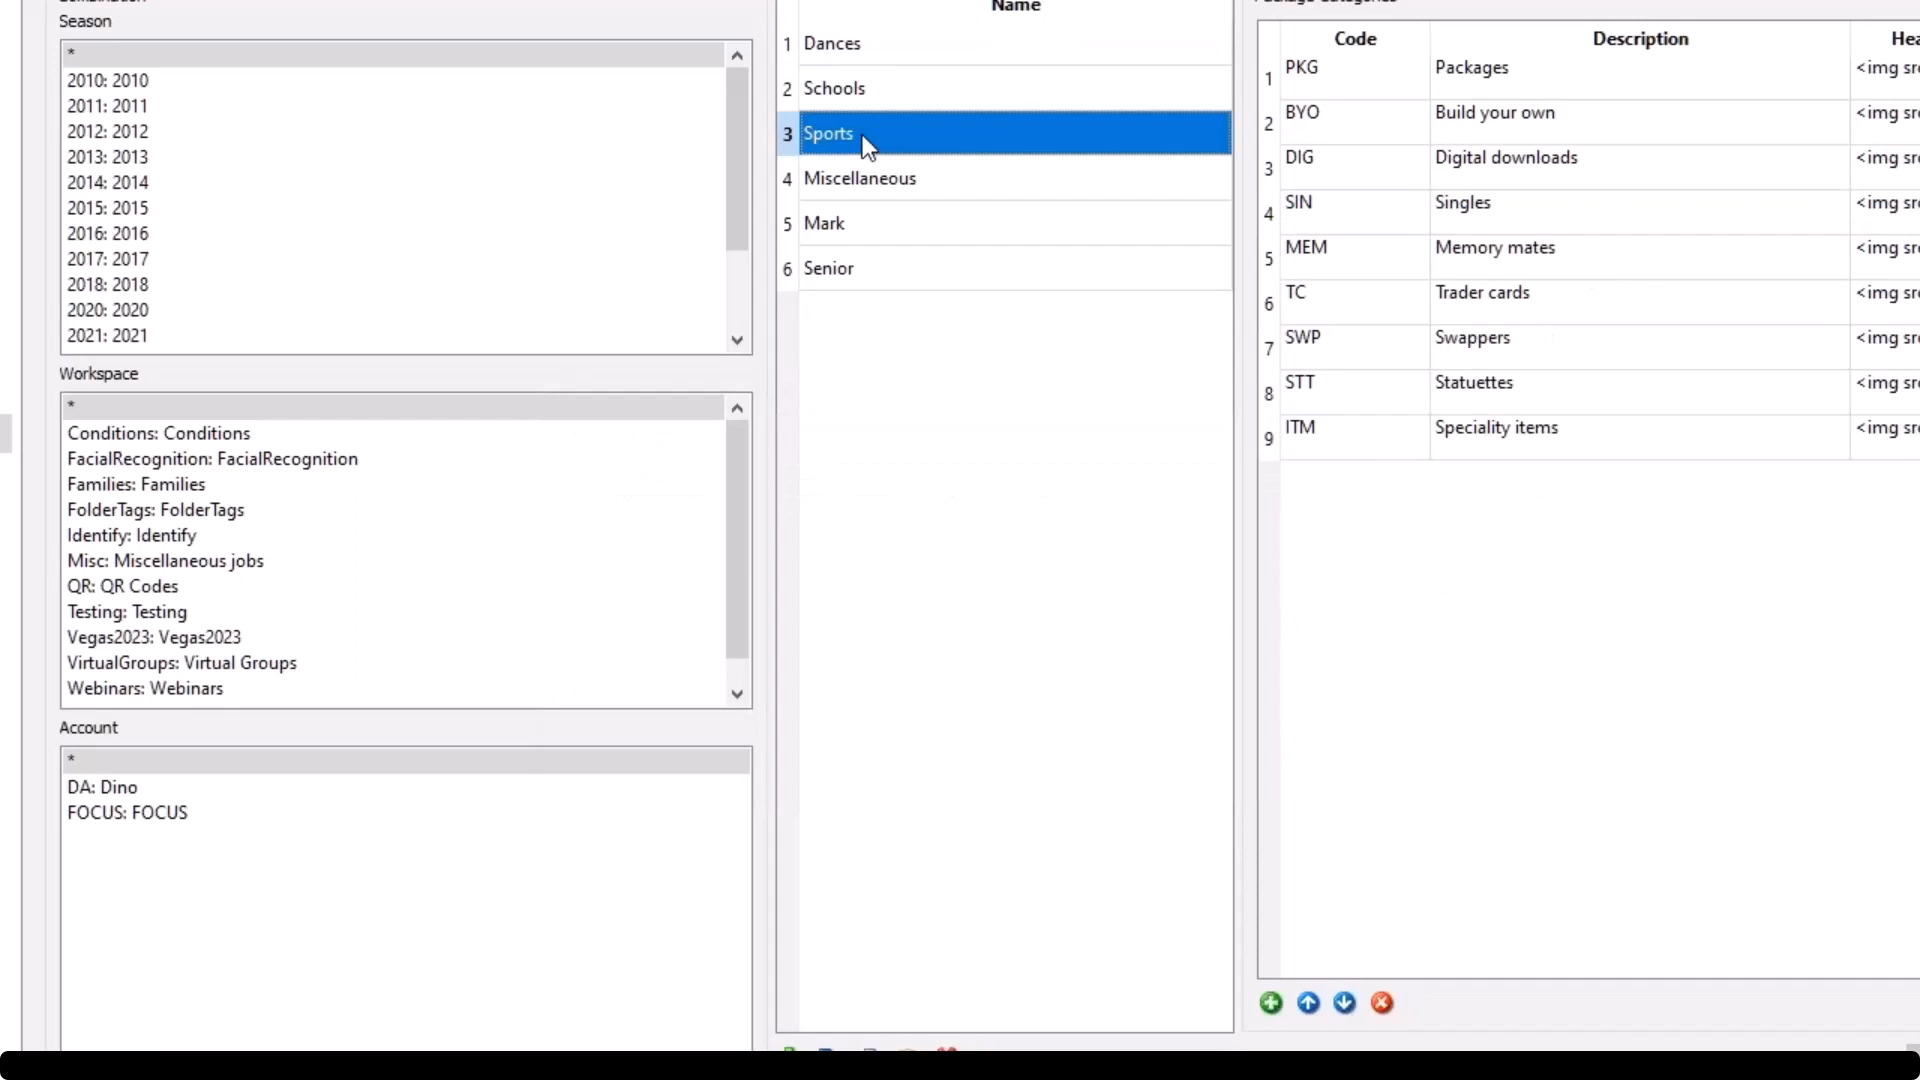 Season
*
2010: 2010
2011: 2011
2012: 2012
2013: 2013
2014: 2014
2015: 2015
2016: 2016
2017: 2017
2018: 2018
2020: 2020
2021: 2021
Workspace
*
Conditions: Conditions
FacialRecognition: FacialRecognition
Families: Families
FolderTags: FolderTags
Identify: Identify
Misc: Miscellaneous jobs
QR: QR Codes
Testing: Testing
Vegas2023: Vegas2023
VirtualGroups: Virtual Groups
Webinars: Webinars
Account
*
DA: Dino
FOCUS: FOCUS
Name
1 Dances
2 Schools
3 Sports
4 Miscellaneous
5 Mark
6 Senior
Package Categories
Code Description Hea
1 PKG Packages <img sr
2 BYO Build your own <img sr
3 DIG Digital downloads <img sr
4 SIN Singles <img sr
5 MEM Memory mates <img sr
6 TC Trader cards <img sr
7 SWP Swappers <img sr
8 STT Statuettes <img sr
9 ITM Speciality items <img sr